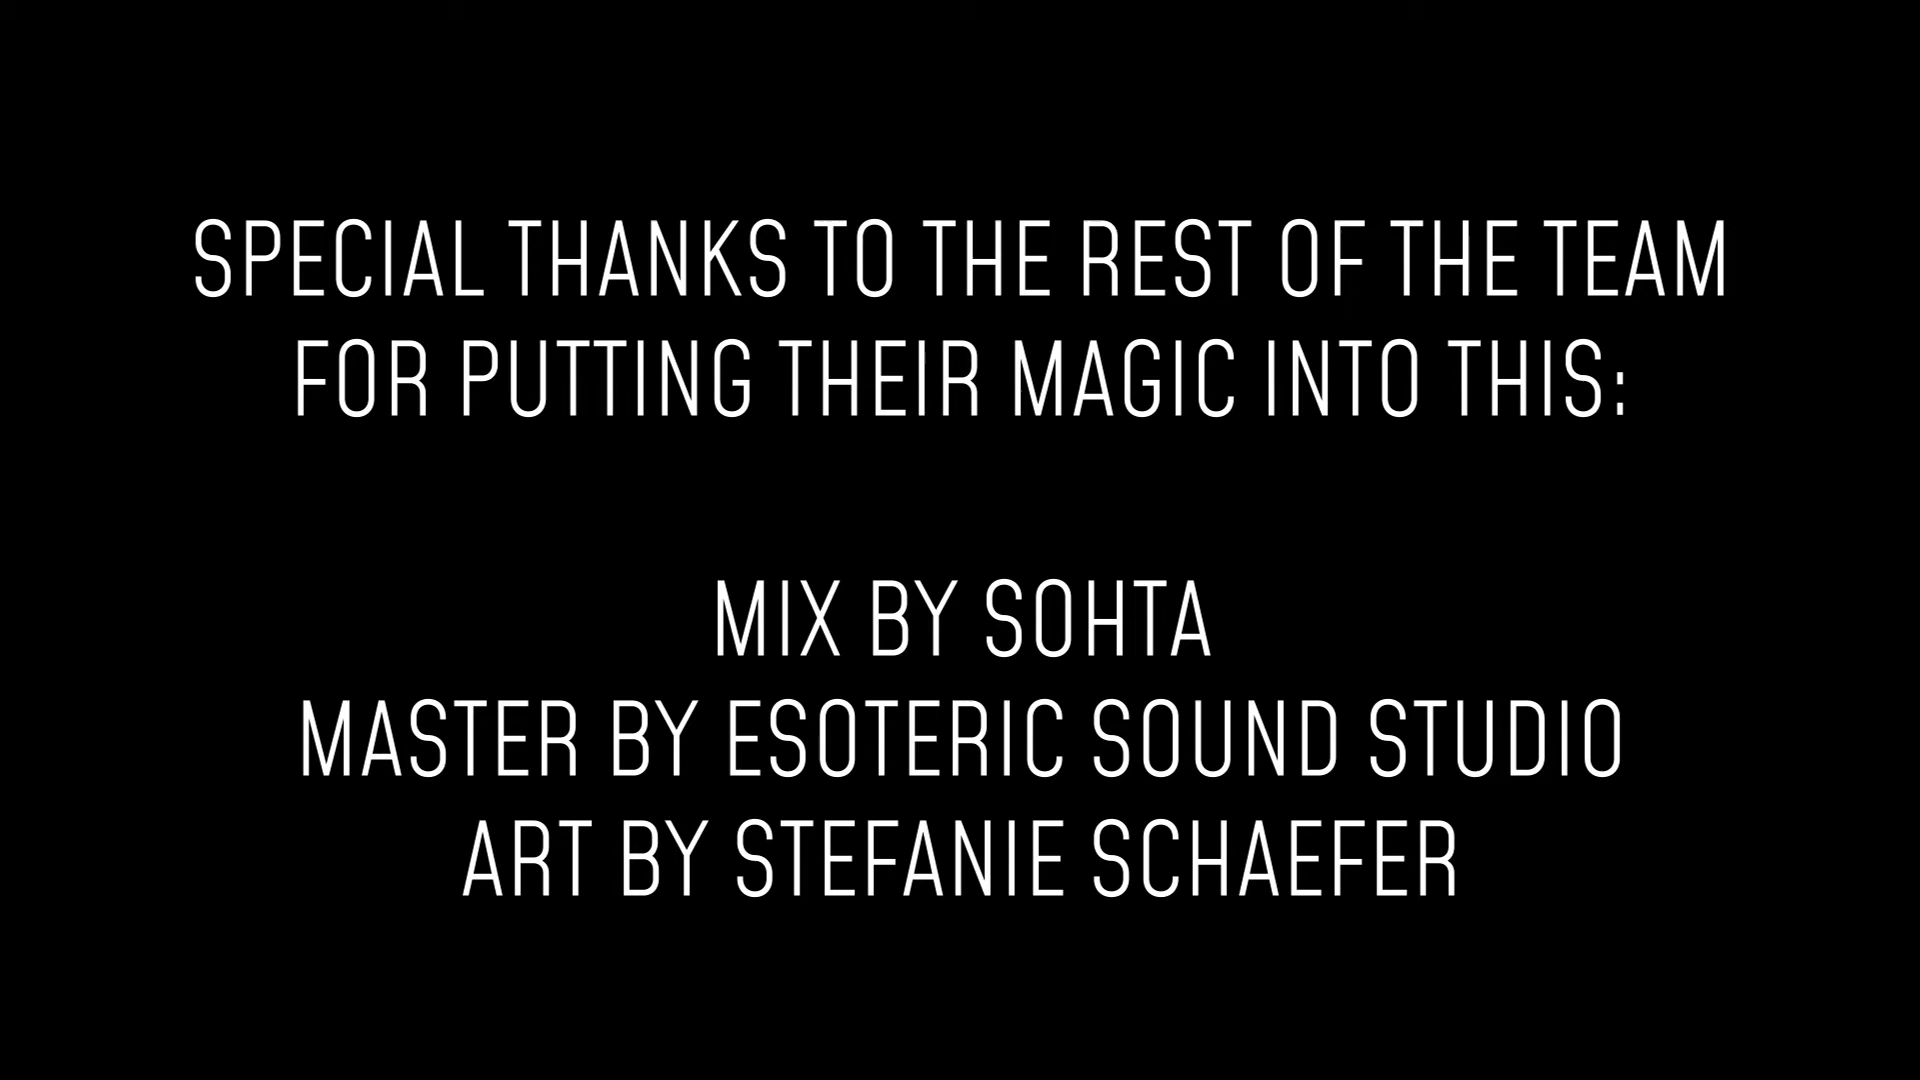 SPECIAL THANKS TO THE REST OF THE TEAM
FOR PUTTING THEIR MAGIC INTO THIS:
MIX BY SOHTA
MASTER BY ESOTERIC SOUND STUDIO
ART BY STEFANIE SCHAEFER